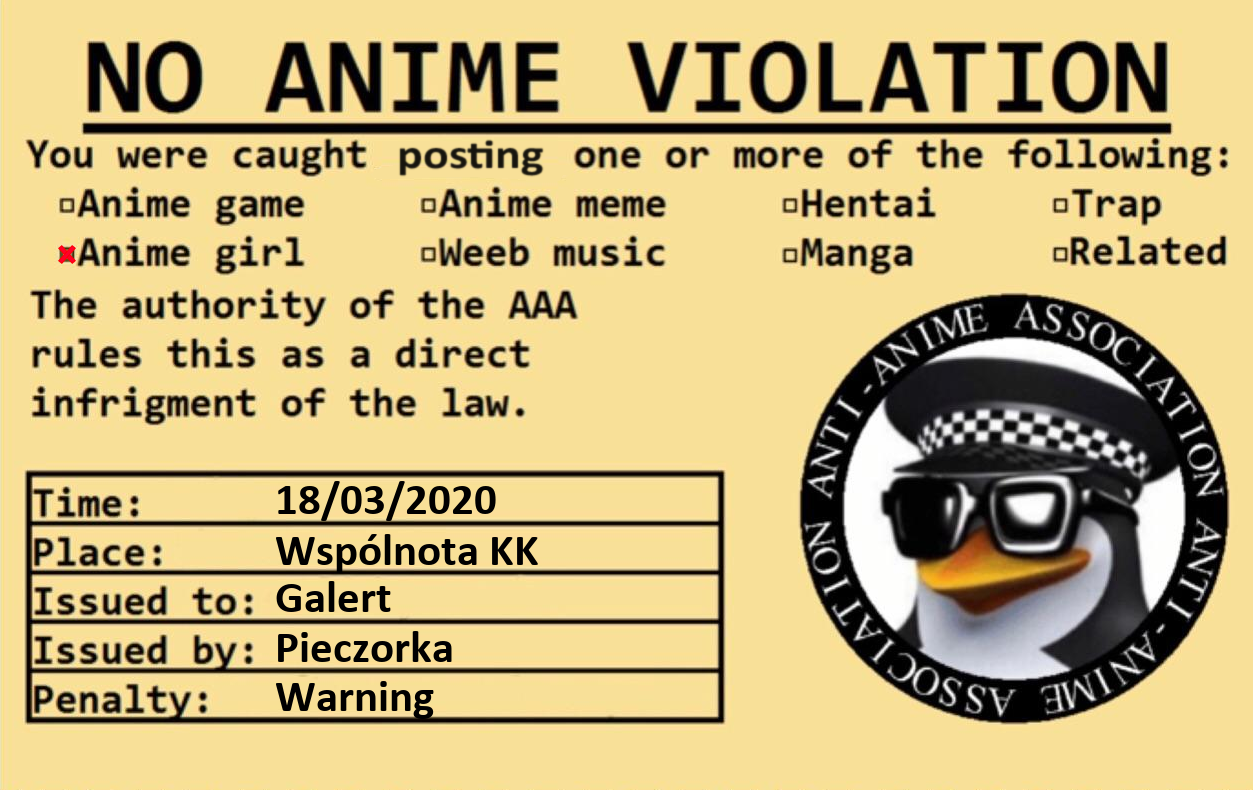 NO ANIME VIOLATION
You were caught posting one or more of the following:
▫Anime game ▫Anime meme ▫Hentai ▫Trap
Anime girl ▫Weeb music ▫Manga ▫Related
The authority of the AAA
rules this as a direct
infrigment of the law.
ANTI-ANIME ASSOCIATION ANTI-ANIME ASSOCIATION
Time: 18/03/2020
Place: Wspólnota KK
Issued to: Galert
Issued by: Pieczorka
Penalty: Warning